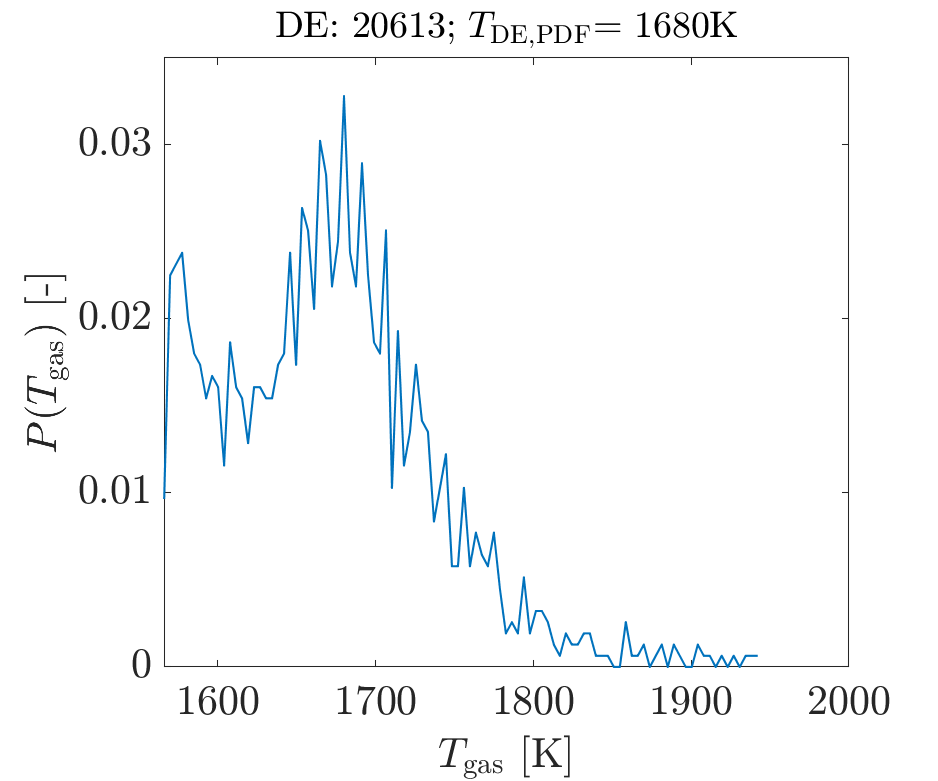 DE: 20613; T_DE,PDF= 1680K
0.03
0.02
0.01
0
P(T_gas) [-]
1600 1700 1800 1900 2000
T_gas [K]